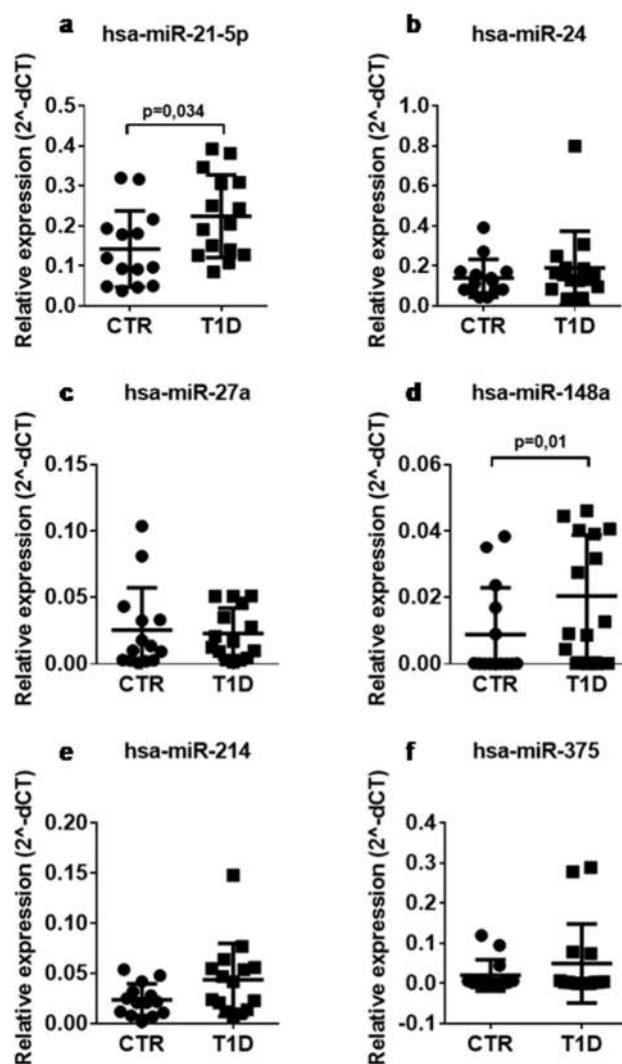 a hsa-miR-21-5p
Relative expression (2^-dCT)
0.5
0.4
0.3
0.2
0.1
0.0
p=0,034
CTR T1D
b hsa-miR-24
Relative expression (2^-dCT)
1.0
0.8
0.6
0.4
0.2
0.0
CTR T1D
c hsa-miR-27a
Relative expression (2^-dCT)
0.15
0.10
0.05
0.00
CTR T1D
d hsa-miR-148a
Relative expression (2^-dCT)
0.06
0.04
0.02
0.00
p=0,01
CTR T1D
e hsa-miR-214
Relative expression (2^-dCT)
0.20
0.15
0.10
0.05
0.00
CTR T1D
f hsa-miR-375
Relative expression (2^-dCT)
0.4
0.3
0.2
0.1
0.0
-0.1
CTR T1D